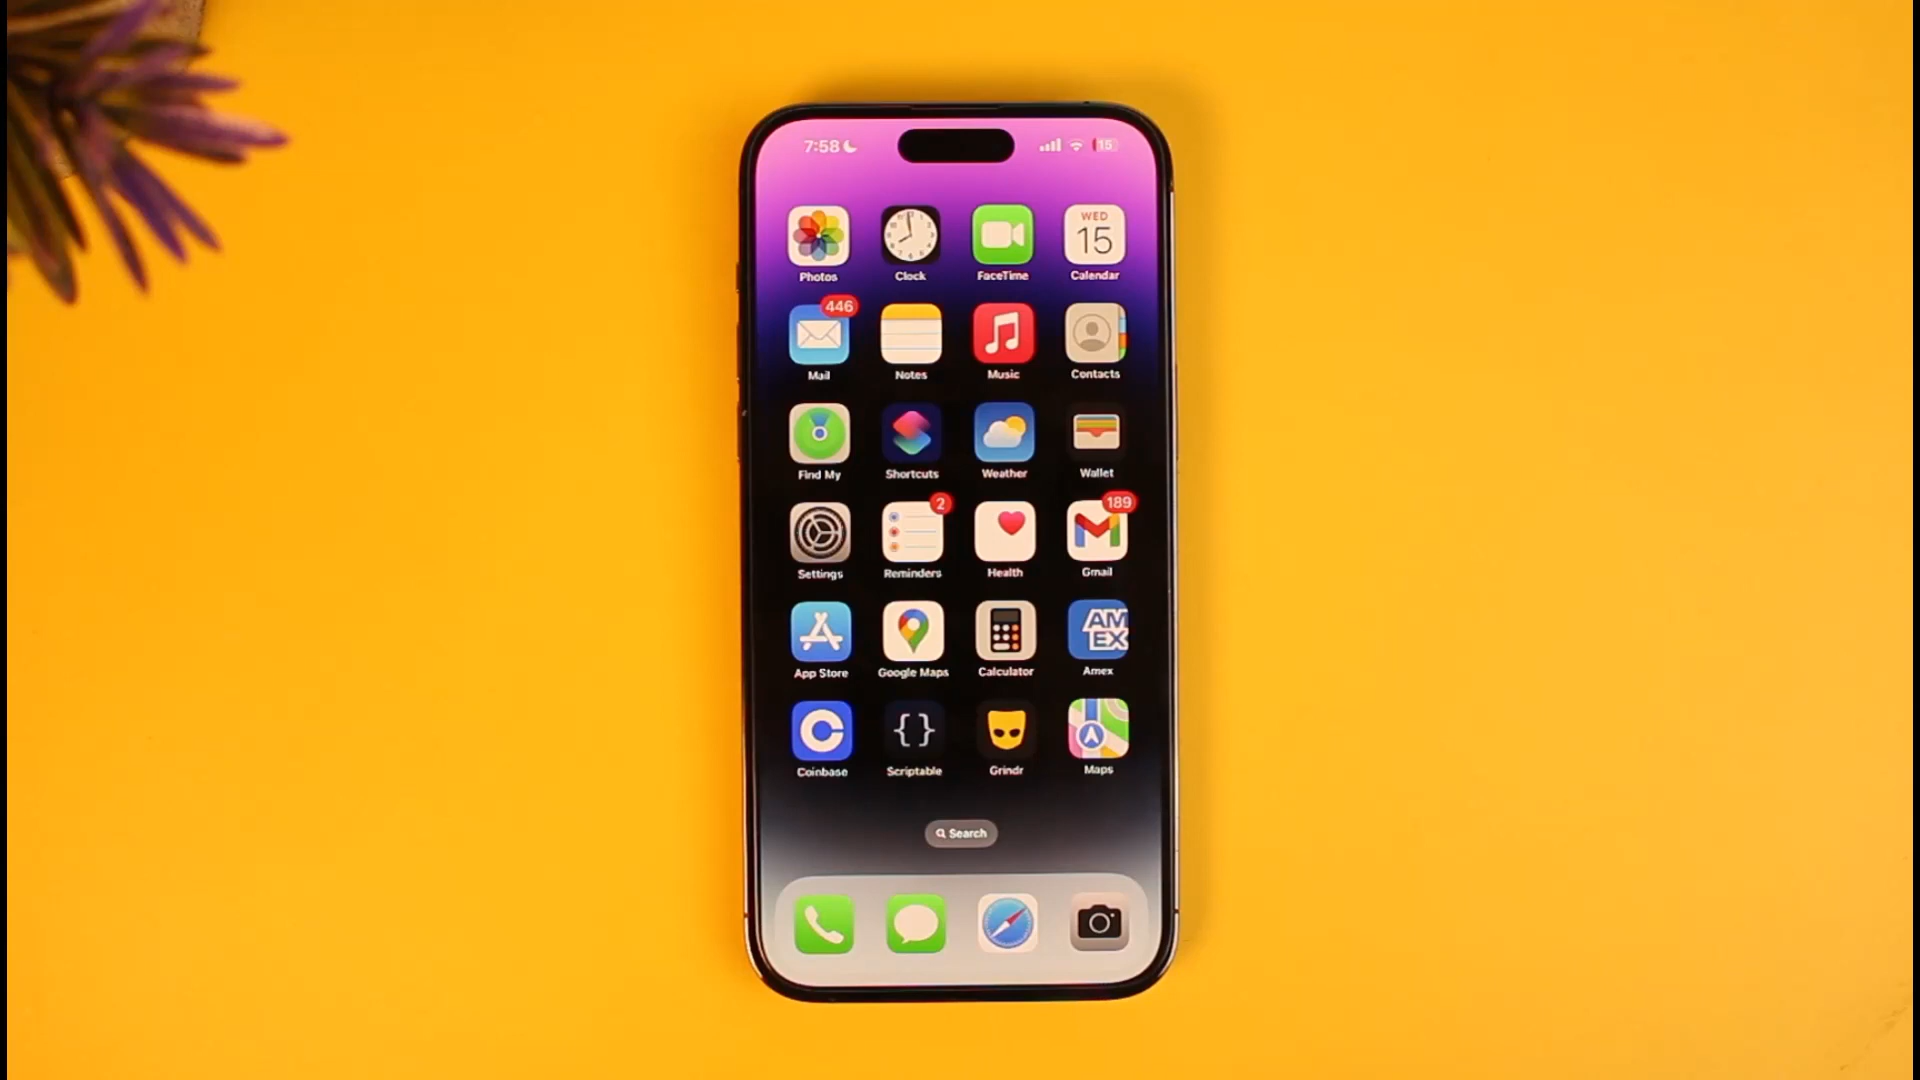 7:58
15
WED
15
Photos
Clock
FaceTime
Calendar
446
Mail
Notes
Music
Contacts
Find My
Shortcuts
Weather
Wallet
2
189
Settings
Reminders
Health
Gmail
AM
EX
App Store
Google Maps
Calculator
Amex
{}
Coinbase
Scriptable
Grindr
Maps
Search